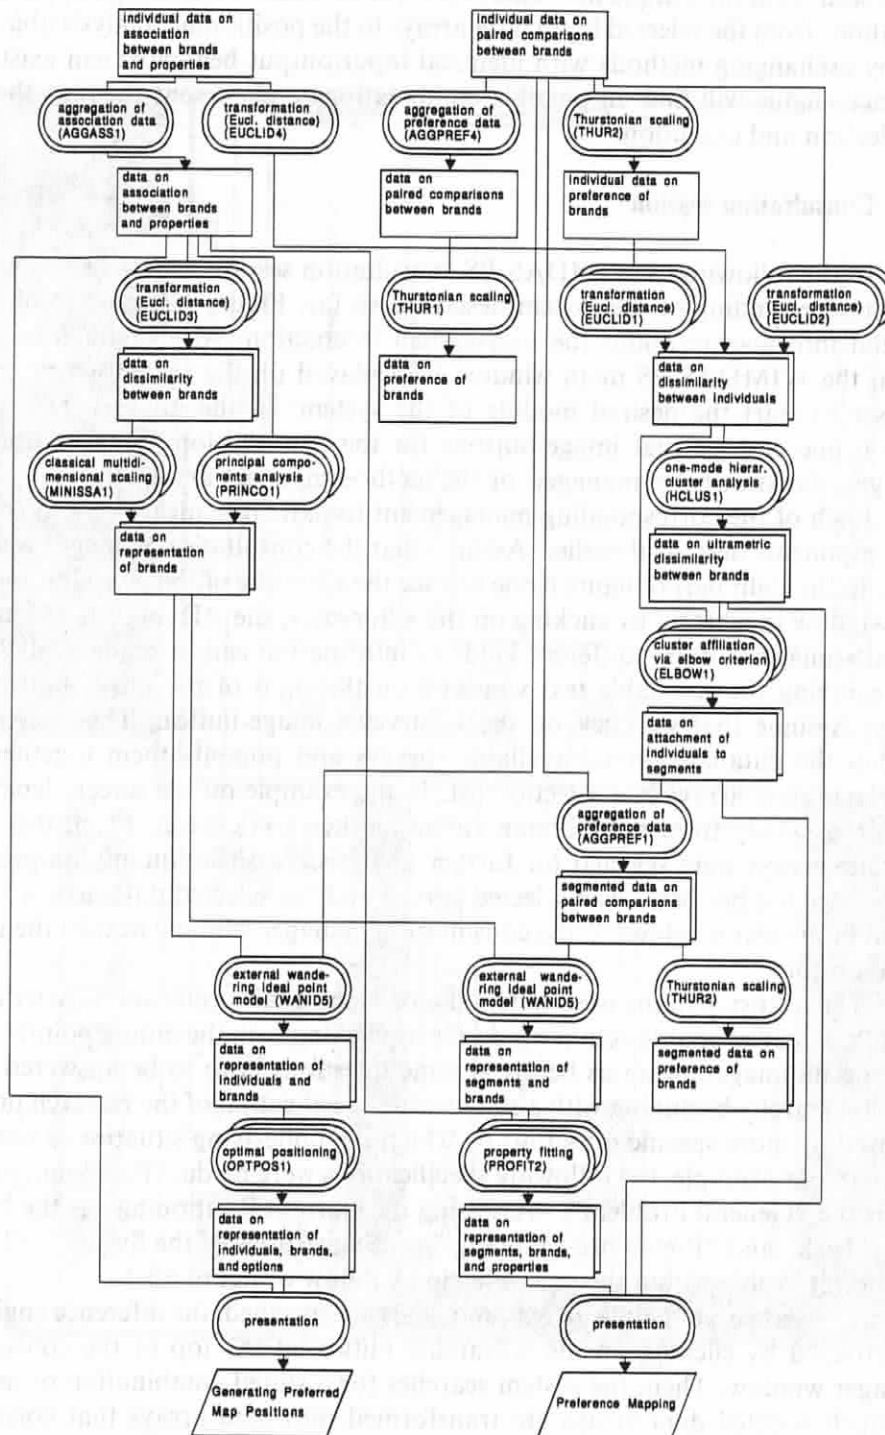 individual data on
association
between brands
and properties
individual data on
paired comparisons
between brands
aggregation of
association data
(AGGASS1)
transformation
(Eucl. distance)
(EUCLID4)
aggregation of
preference data
(AGGPREF4)
Thurstonian scaling
(THUR2)
data on
association
between brands
and properties
data on
paired comparisons
between brands
individual data on
preference of
brands
transformation
(Eucl. distance)
(EUCLID3)
Thurstonian scaling
(THUR1)
transformation
(Eucl. distance)
(EUCLID1)
transformation
(Eucl. distance)
(EUCLID2)
data on
dissimilarity
between brands
data on
preference of
brands
data on
dissimilarity
between individuals
classical multidi-
mensional scaling
(MINISSA1)
principal compo-
nents analysis
(PRINCO1)
one-mode hierar.
cluster analysis
(HCLUS1)
data on
representation
of brands
data on ultrametric
dissimilarity
between brands
cluster affiliation
via elbow criterion
(ELBOW1)
data on
attachment of
individuals to
segments
aggregation of
preference data
(AGGPREF1)
segmented data on
paired comparisons
between brands
external wande-
ring ideal point
model (WANID5)
external wande-
ring ideal point
model (WANID5)
Thurstonian scaling
(THUR2)
data on
representation of
individuals and
brands
data on
representation of
segments and
brands
segmented data on
preference of
brands
optimal positioning
(OPTPOS1)
property fitting
(PROFIT2)
data on
representation of
individuals, brands,
and options
data on
representation of
segments, brands,
and properties
presentation
presentation
Generating Preferred
Map Positions
Preference Mapping